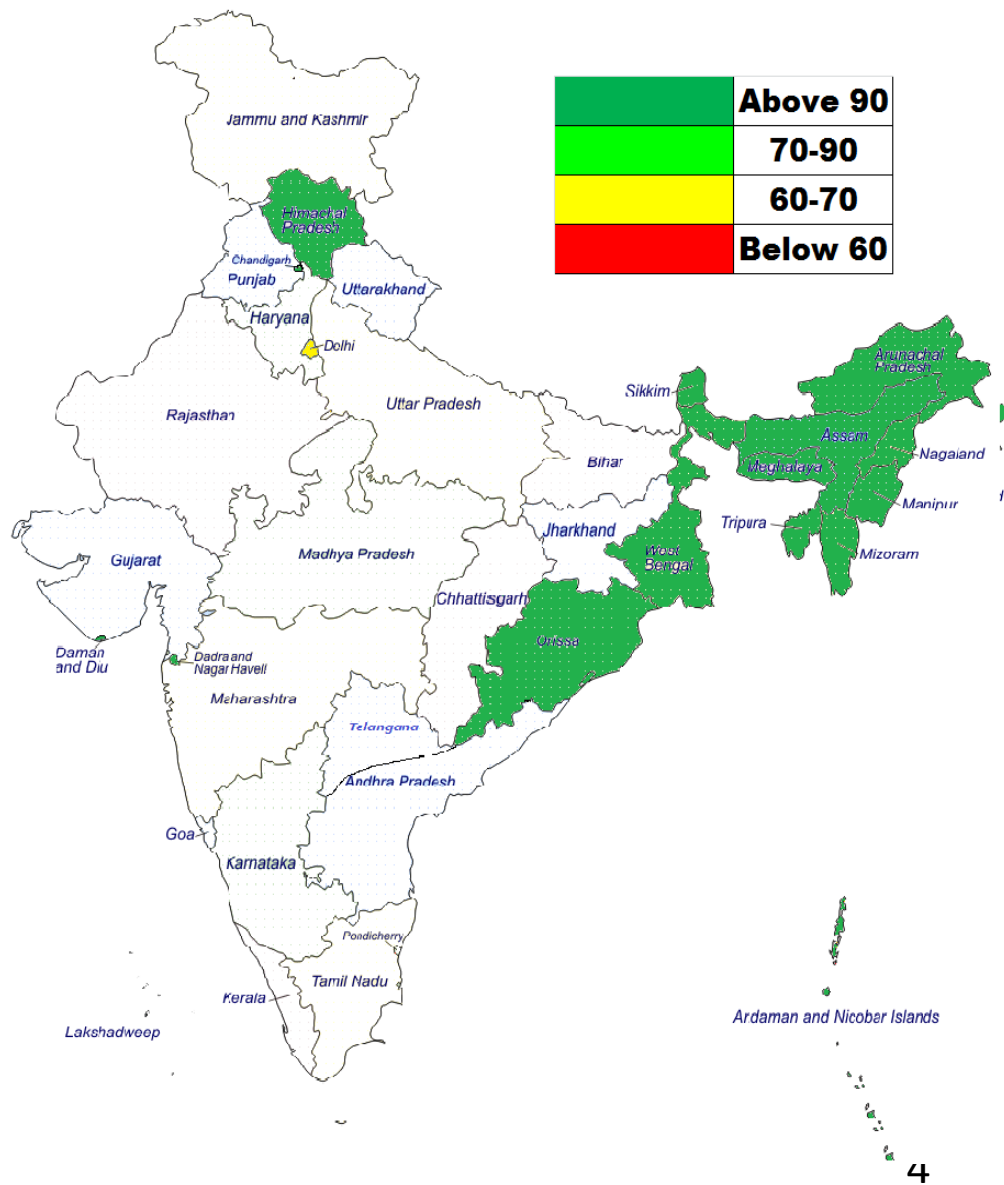 Jammu and Kashmir
Above 90
70-90
60-70
Below 60
Himachal
Pradesh
Chandigarh
Punjab
Uttarakhand
Haryana
Delhi
Arunachal
Pradesh
Sikkim
Rajasthan
Uttar Pradesh
Assam
Nagaland
Bihar
Meghalaya
Manipur
Tripura
Jharkhand
West
Bengal
Mizoram
Gujarat
Madhya Pradesh
Chhattisgarh
Orissa
Daman
and Diu
Dadra and
Nagar Haveli
Maharashtra
Telangana
Andhra Pradesh
Goa
Karnataka
Pondicherry
Tamil Nadu
Kerala
Lakshadweep
Ardaman and Nicobar Islands
4